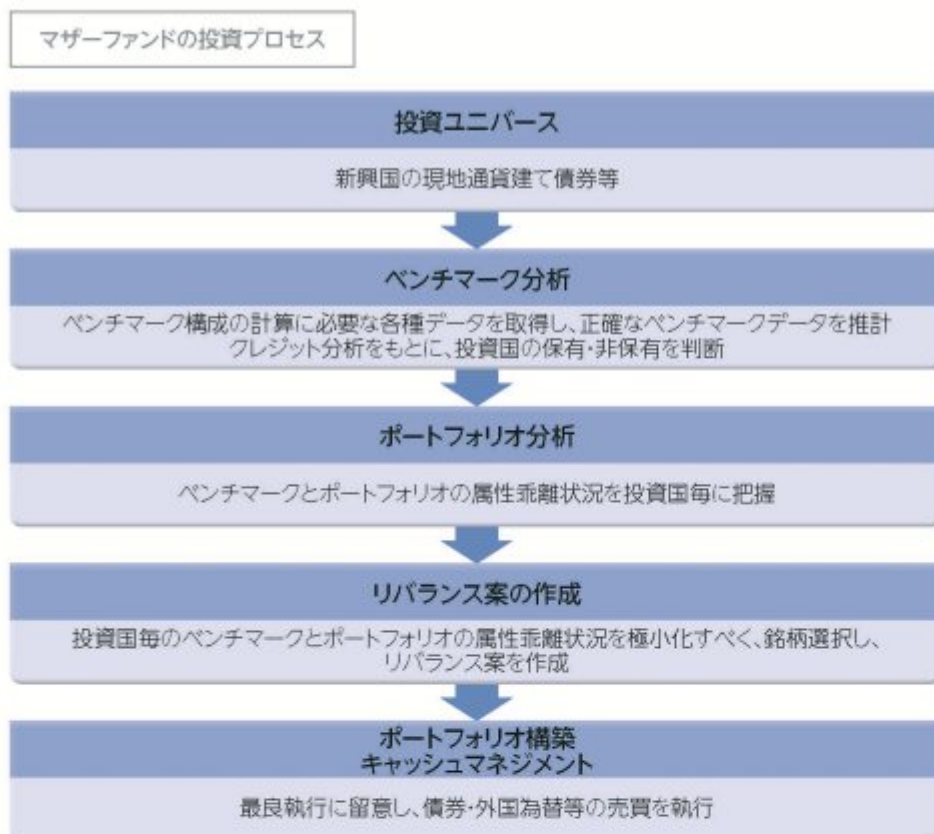 マザーファンドの投資プロセス
投資ユニバース
新興国の現地通貨建て債券等
ベンチマーク分析
ベンチマーク構成の計算に必要な各種データを取得し、正確なベンチマークデータを推計
クレジット分析をもとに、投資国の保有・非保有を判断
ポートフォリオ分析
ベンチマークとポートフォリオの属性乖離状況を投資国毎に把握
リバランス案の作成
投資国毎のベンチマークとポートフォリオの属性乖離状況を極小化すべく、銘柄選択し、
リバランス案を作成
ポートフォリオ構築
キャッシュマネジメント
最良執行に留意し、債券・外国為替等の売買を執行